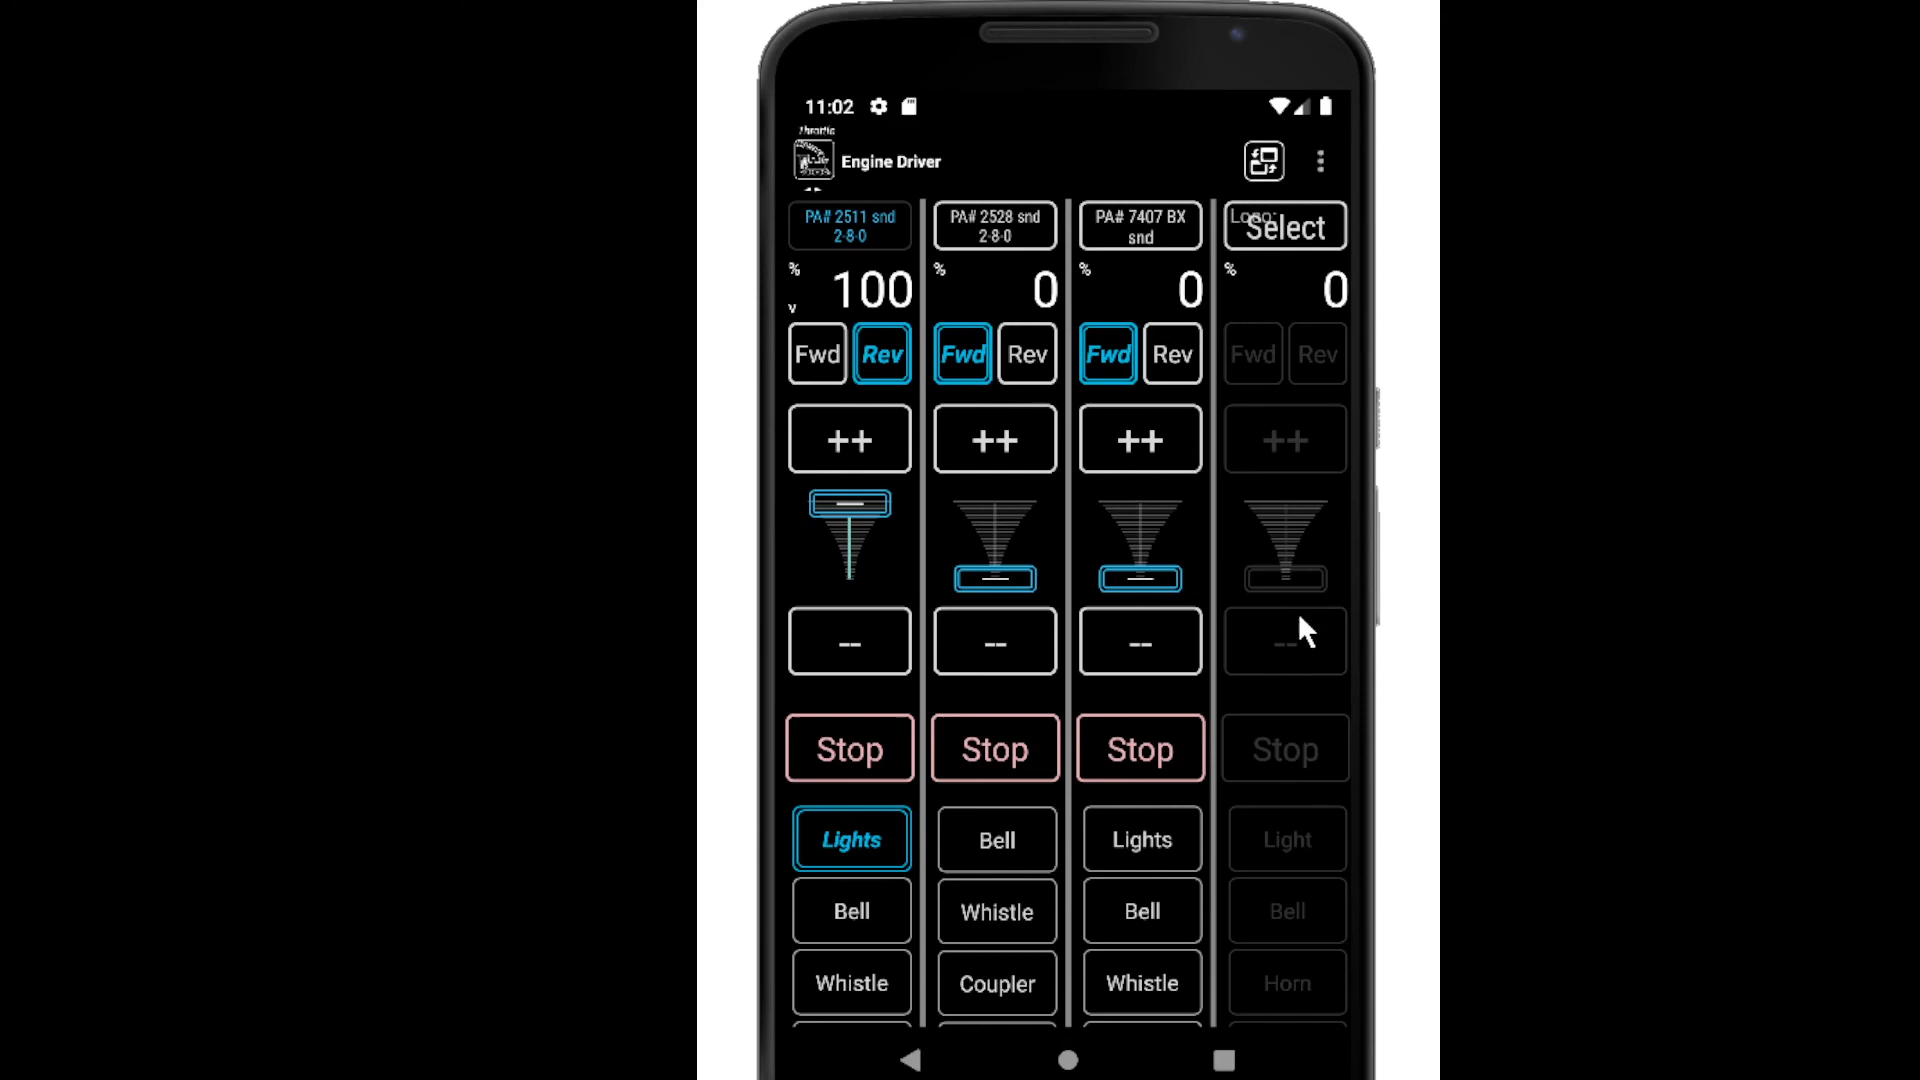 11:02
Throttle
Engine Driver
PA# 2511 snd
2-8-0
PA# 2528 snd
2-8-0
PA# 7407 BX
snd
Loco:
Select
%
100
%
0
%
0
%
0
v
Fwd
Rev
Fwd
Rev
Fwd
Rev
Fwd
Rev
++
++
++
++
--
--
--
--
Stop
Stop
Stop
Stop
Lights
Bell
Lights
Light
Bell
Whistle
Bell
Bell
Whistle
Coupler
Whistle
Horn